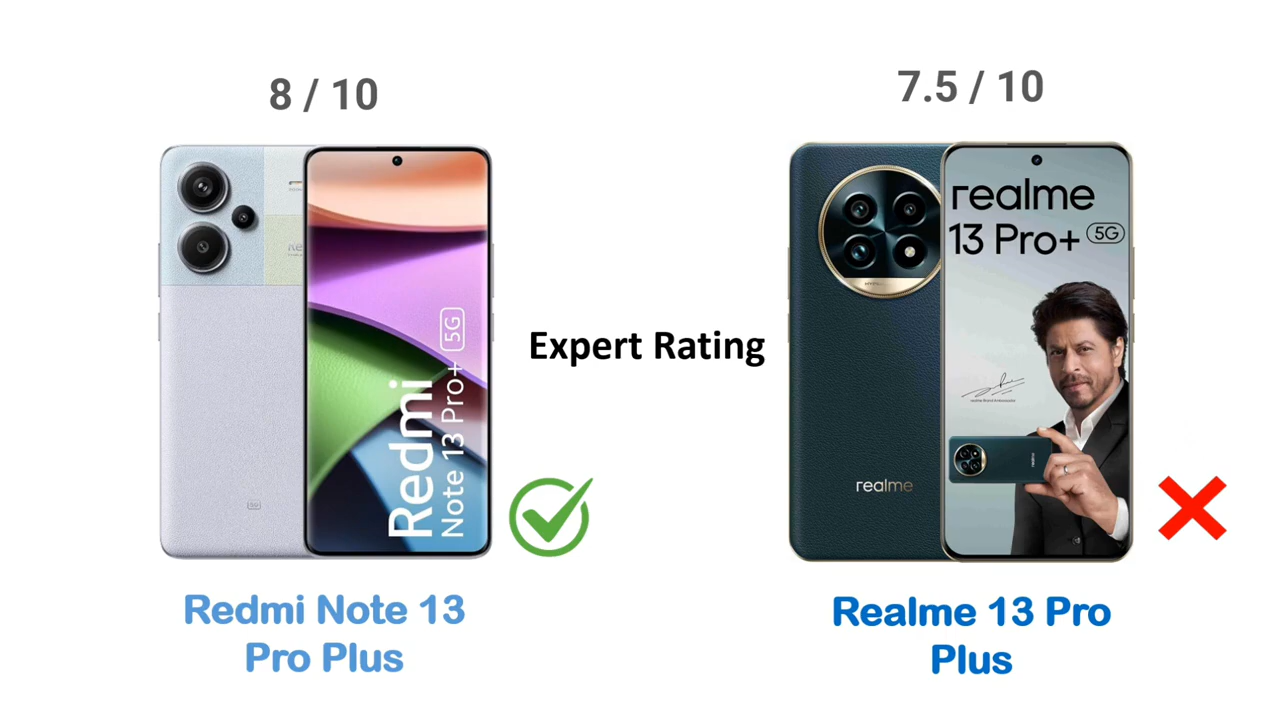 8 / 10
7.5 / 10
realme
13 Pro+ 5G
Expert Rating
Redmi
Note 13 Pro+ 5G
realme
realme
Redmi Note 13
Pro Plus
Realme 13 Pro
Plus